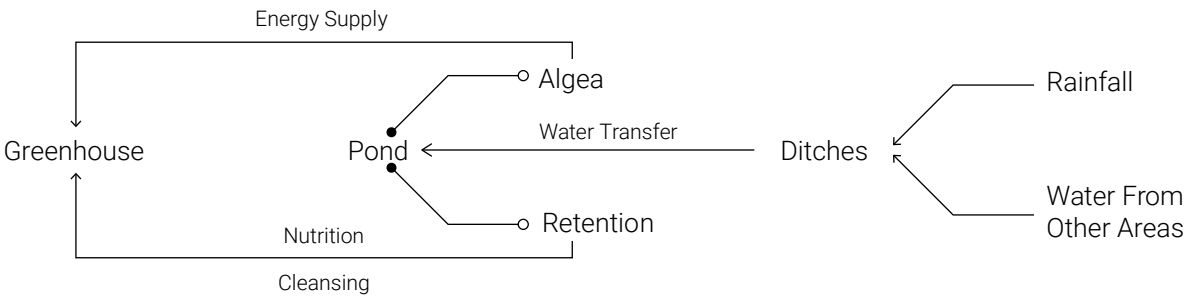 Energy Supply
Algea
Rainfall
Greenhouse
Pond
Water Transfer
Ditches
Water From
Other Areas
Retention
Nutrition
Cleansing